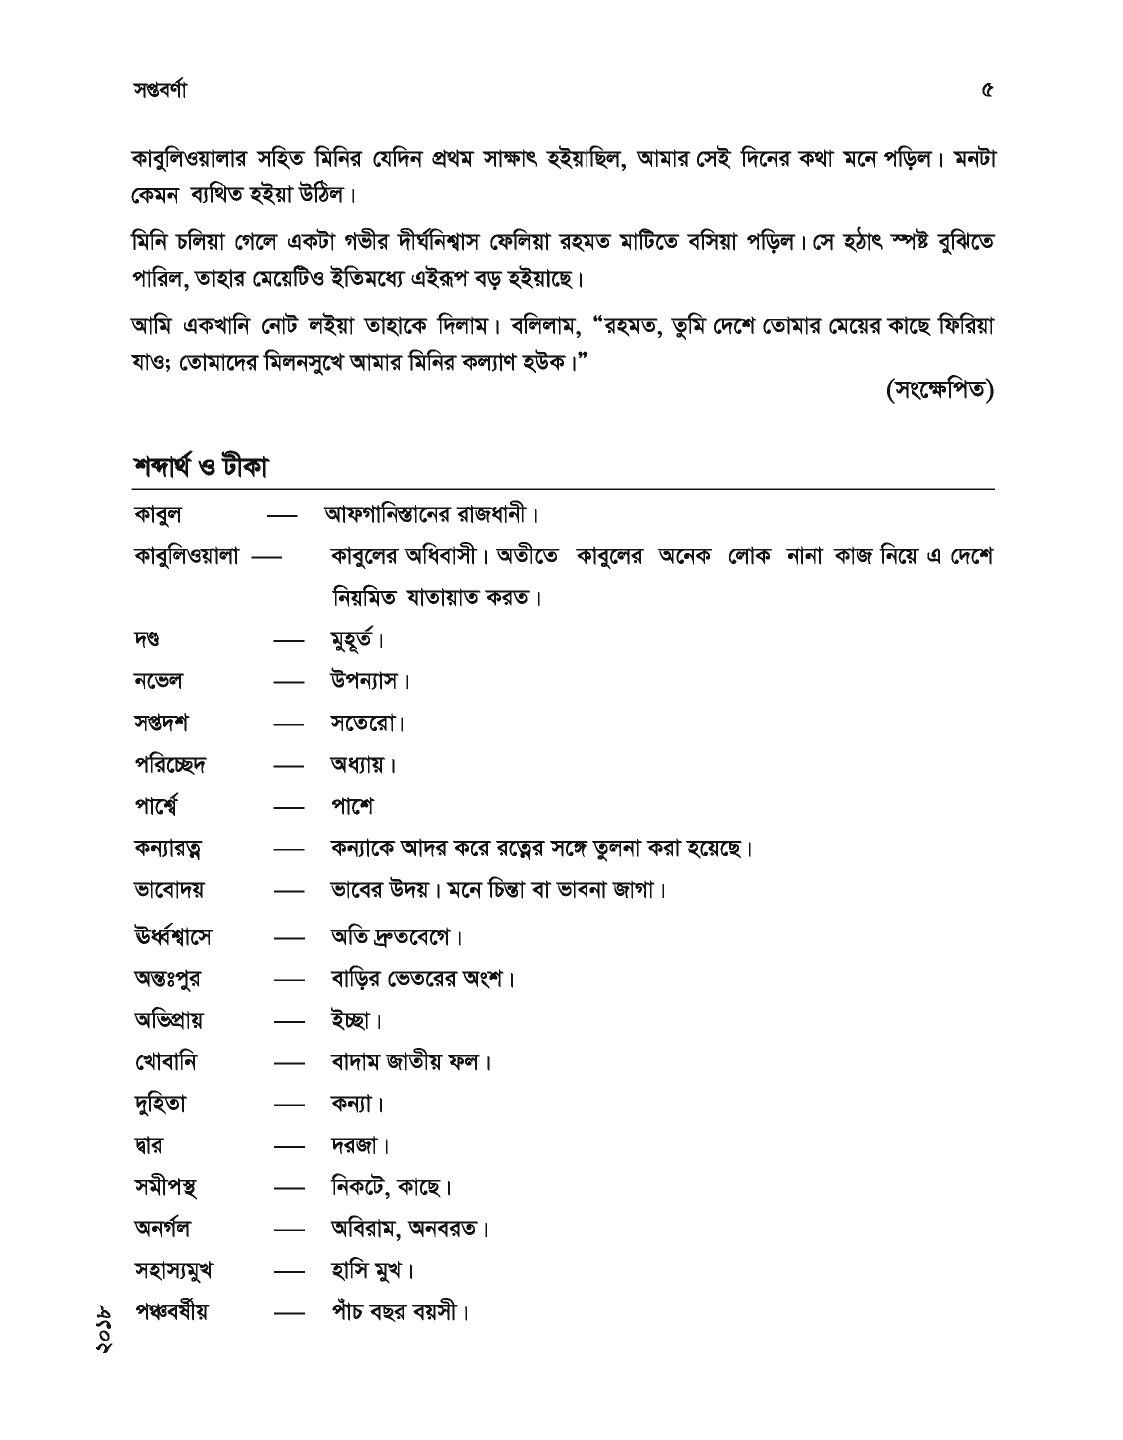 সপ্তবর্ণা ৫
কাবুলিওয়ালার সহিত মিনির যেদিন প্রথম সাক্ষাৎ হইয়াছিল, আমার সেই দিনের কথা মনে পড়িল। মনটা
কেমন ব্যথিত হইয়া উঠিল।
মিনি চলিয়া গেলে একটা গভীর দীর্ঘনিশ্বাস ফেলিয়া রহমত মাটিতে বসিয়া পড়িল। সে হঠাৎ স্পষ্ট বুঝিতে
পারিল, তাহার মেয়েটিও ইতিমধ্যে এইরূপ বড় হইয়াছে।
আমি একখানি নোট লইয়া তাহাকে দিলাম। বলিলাম, “রহমত, তুমি দেশে তোমার মেয়ের কাছে ফিরিয়া
যাও; তোমাদের মিলনসুখে আমার মিনির কল্যাণ হউক।”
(সংক্ষেপিত)
শব্দার্থ ও টীকা
কাবুল — আফগানিস্তানের রাজধানী।
কাবুলিওয়ালা — কাবুলের অধিবাসী। অতীতে কাবুলের অনেক লোক নানা কাজ নিয়ে এ দেশে
নিয়মিত যাতায়াত করত।
দণ্ড — মুহূর্ত।
নভেল — উপন্যাস।
সপ্তদশ — সতেরো।
পরিচ্ছেদ — অধ্যায়।
পার্শ্বে — পাশে
কন্যারত্ন — কন্যাকে আদর করে রত্নের সঙ্গে তুলনা করা হয়েছে।
ভাবোদয় — ভাবের উদয়। মনে চিন্তা বা ভাবনা জাগা।
ঊর্ধ্বশ্বাসে — অতি দ্রুতবেগে।
অন্তঃপুর — বাড়ির ভেতরের অংশ।
অভিপ্রায় — ইচ্ছা।
খোবানি — বাদাম জাতীয় ফল।
দুহিতা — কন্যা।
দ্বার — দরজা।
সমীপস্থ — নিকটে, কাছে।
অনর্গল — অবিরাম, অনবরত।
সহাস্যমুখ — হাসি মুখ।
পঞ্চবর্ষীয় — পাঁচ বছর বয়সী।
২০১৮